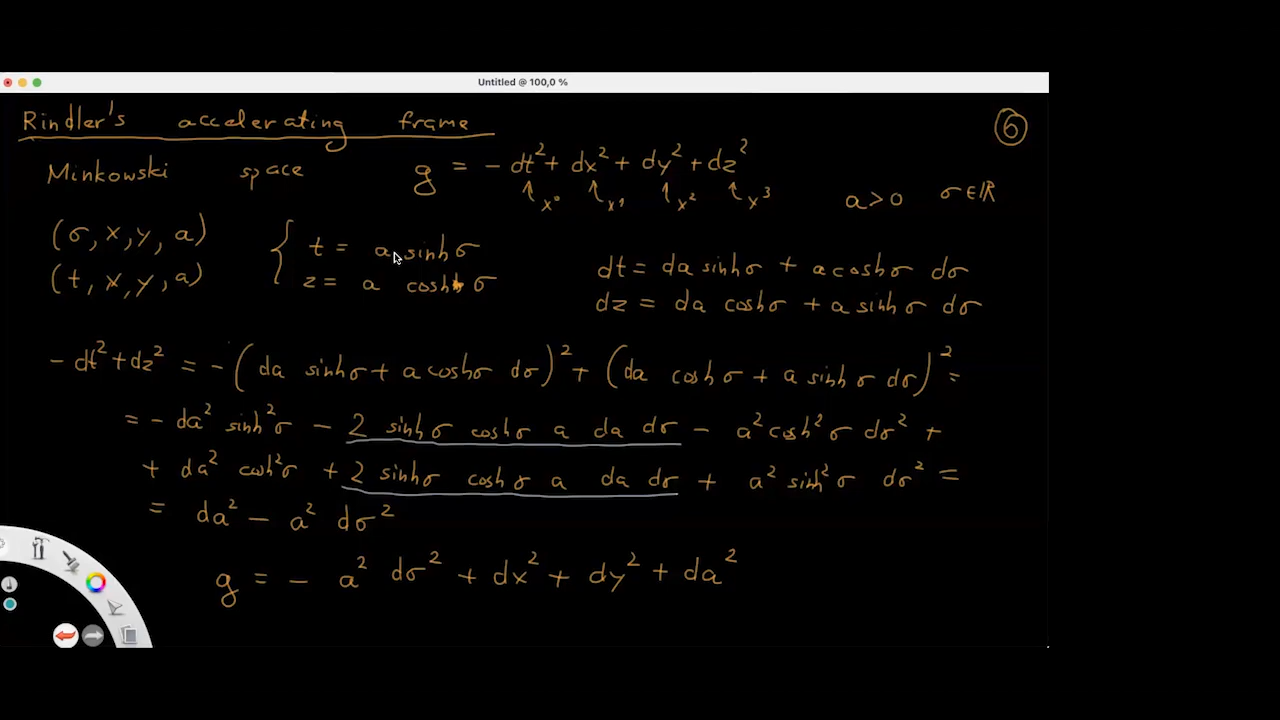 Untitled @ 100,0 %
Rindler's accelerating frame
⑥
Minkowski space g = - dt² + dx² + dy² + dz²
↑x⁰ ↑x¹ ↑x² ↑x³
a > 0 σ ∈ ℝ
(σ, x, y, a) { t = a sinh σ
(t, x, y, a) z = a cosh σ
dt = da sinh σ + a cosh σ dσ
dz = da cosh σ + a sinh σ dσ
- dt² + dz² = - (da sinh σ + a cosh σ dσ)² + (da cosh σ + a sinh σ dσ)² =
= - da² sinh² σ - 2 sinh σ cosh σ a da dσ - a² cosh² σ dσ² +
+ da² cosh² σ + 2 sinh σ cosh σ a da dσ + a² sinh² σ dσ² =
= da² - a² dσ²
g = - a² dσ² + dx² + dy² + da²